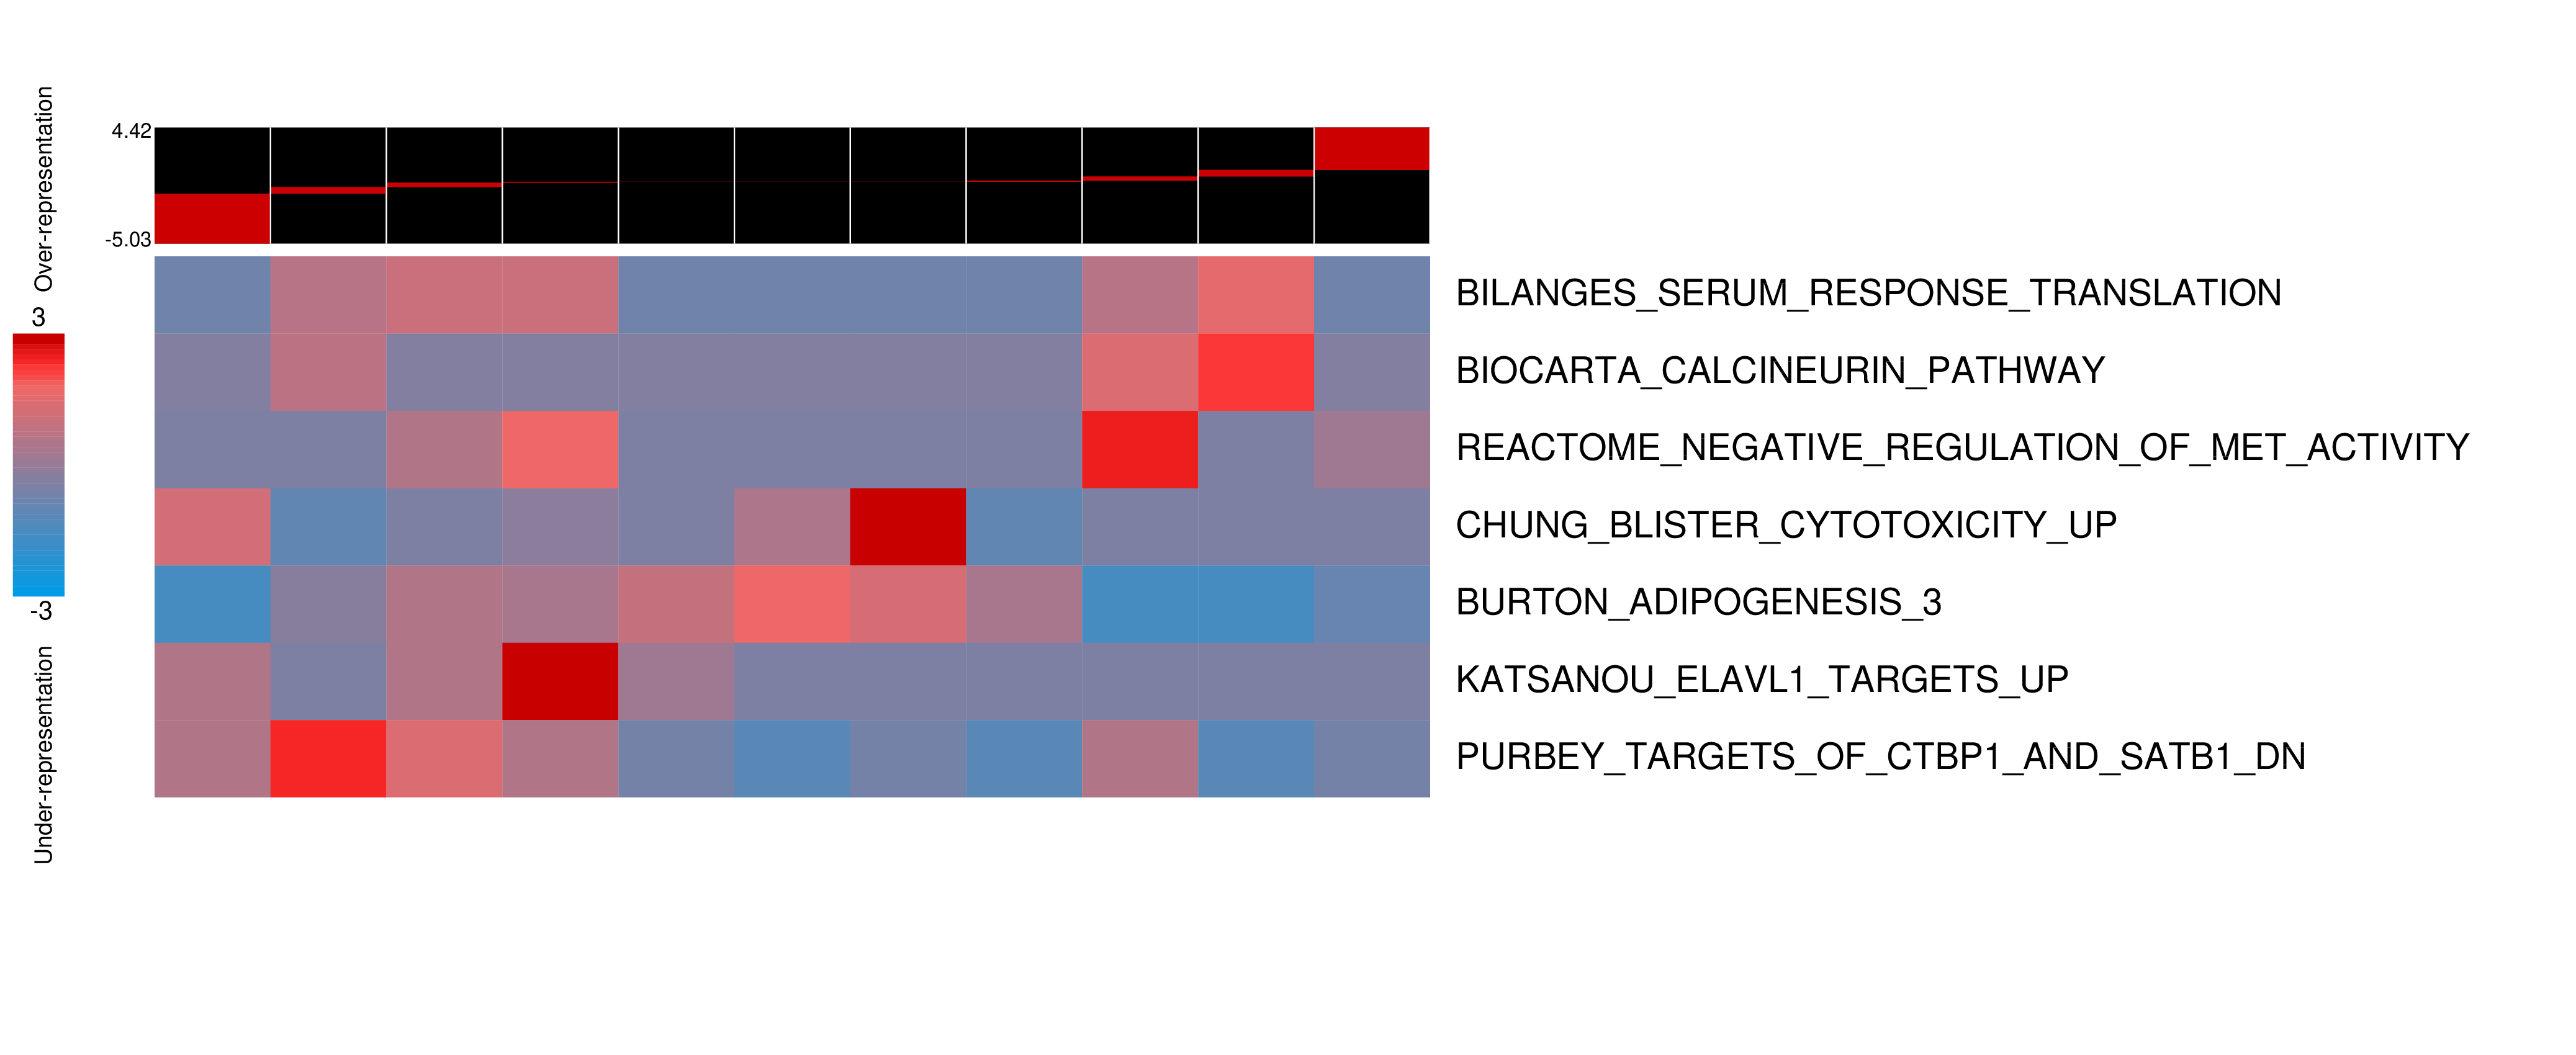 Over-representation
3
-3
Under-representation
4.42
-5.03
BILANGES_SERUM_RESPONSE_TRANSLATION
BIOCARTA_CALCINEURIN_PATHWAY
REACTOME_NEGATIVE_REGULATION_OF_MET_ACTIVITY
CHUNG_BLISTER_CYTOTOXICITY_UP
BURTON_ADIPOGENESIS_3
KATSANOU_ELAVL1_TARGETS_UP
PURBEY_TARGETS_OF_CTBP1_AND_SATB1_DN